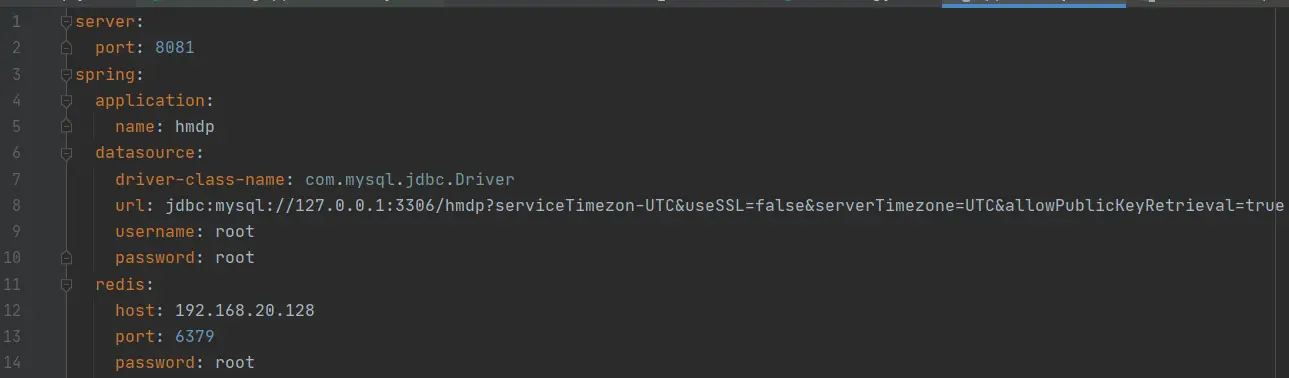 1 server:
2   port: 8081
3 spring:
4   application:
5     name: hmdp
6   datasource:
7     driver-class-name: com.mysql.jdbc.Driver
8     url: jdbc:mysql://127.0.0.1:3306/hmdp?serviceTimezon-UTC&useSSL=false&serverTimezone=UTC&allowPublicKeyRetrieval=true
9     username: root
10     password: root
11   redis:
12     host: 192.168.20.128
13     port: 6379
14     password: root